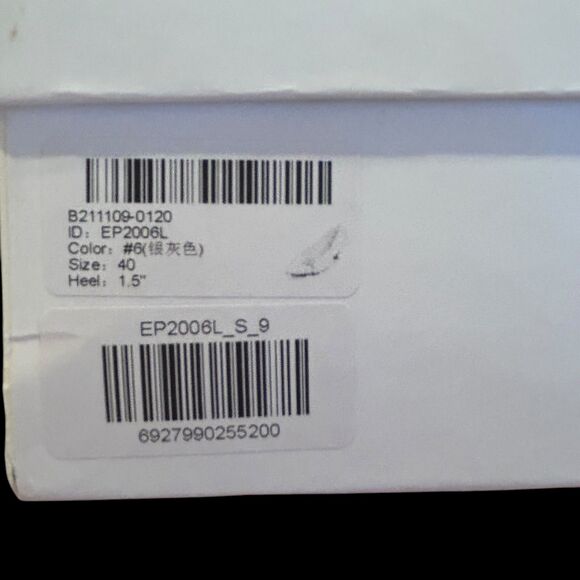 B211109-0120
ID: EP2006L
Color: #6(银灰色)
Size: 40
Heel: 1.5"
EP2006L_S_9
6927990255200